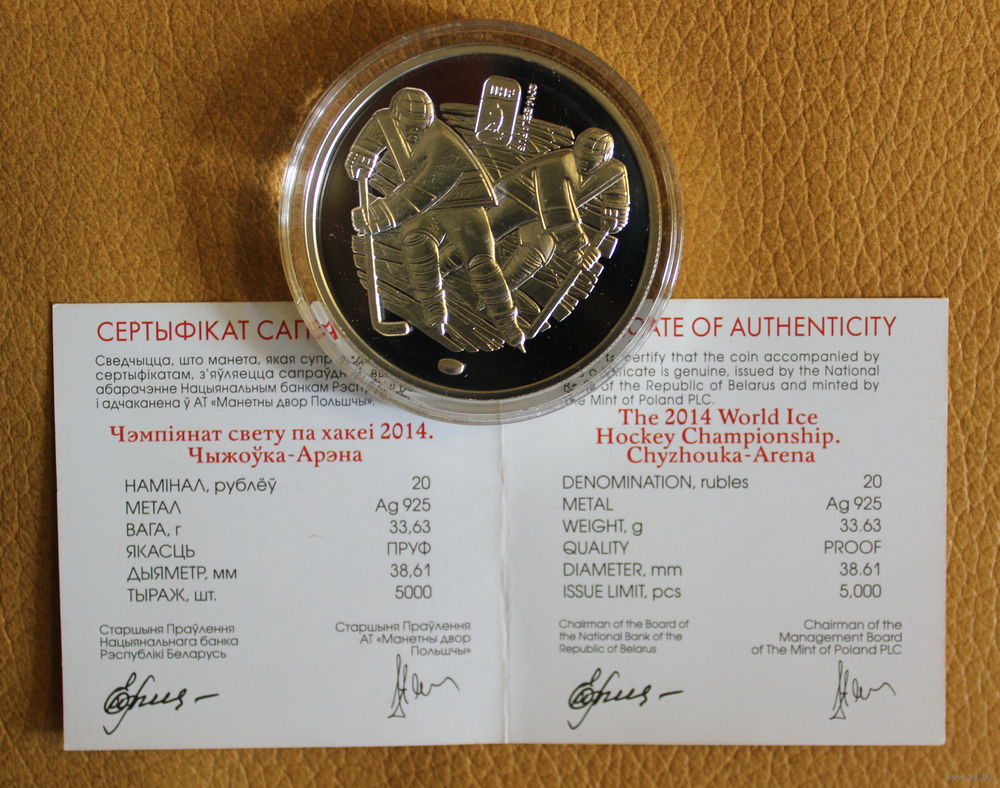 IIHF
СЕРТЫФІКАТ
Сведчыцца, што манета, якая
сертыфікатам, з'яўляецца
абарачэнне Нацыянальным банкам
і адчаканена ў АТ «Манетны двор Польшчы».
Чэмпіянат свету па хакеі 2014.
Чыжоўка-Арэна
НАМІНАЛ, рублёў 20
МЕТАЛ Ag 925
ВАГА, г 33,63
ЯКАСЦЬ ПРУФ
ДЫЯМЕТР, мм 38,61
ТЫРАЖ, шт. 5000
Старшыня Праўлення
Нацыянальнага банка
Рэспублікі Беларусь
Старшыня Праўлення
АТ «Манетны двор
Польшчы»
OF AUTHENTICITY
certify that the coin accompanied
is genuine, issued by the National
of the Republic of Belarus and minted by
Mint of Poland PLC.
The 2014 World Ice
Hockey Championship.
Chyzhouka-Arena
DENOMINATION, rubles 20
METAL Ag 925
WEIGHT, g 33.63
QUALITY PROOF
DIAMETER, mm 38.61
ISSUE LIMIT, pcs 5,000
Chairman of the Board of
the National Bank of the
Republic of Belarus
Chairman of the
Management Board
of The Mint of Poland PLC